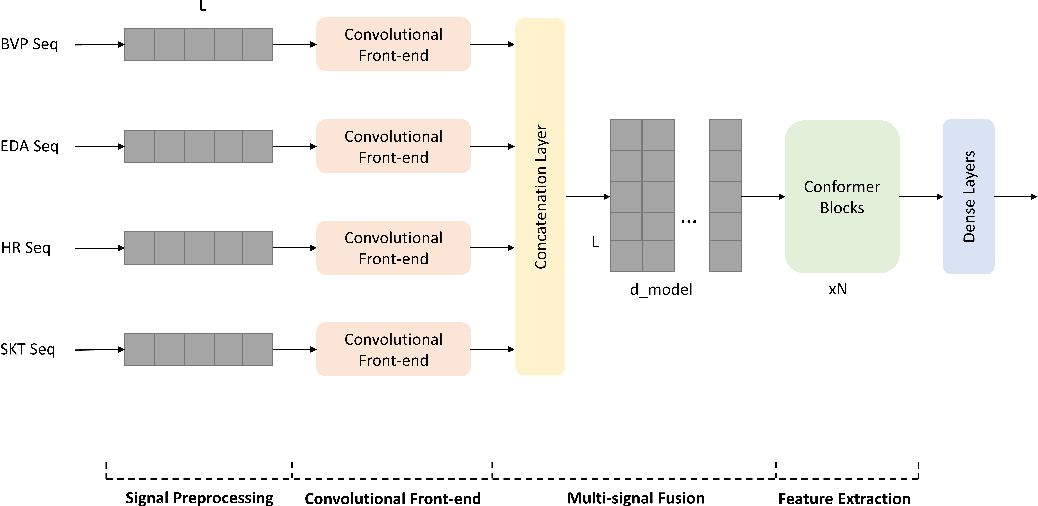 L
BVP Seq
Convolutional
Front-end
EDA Seq
Convolutional
Front-end
HR Seq
Convolutional
Front-end
SKT Seq
Convolutional
Front-end
Concatenation Layer
L
...
d_model
Conformer
Blocks
xN
Dense Layers
Signal Preprocessing
Convolutional Front-end
Multi-signal Fusion
Feature Extraction